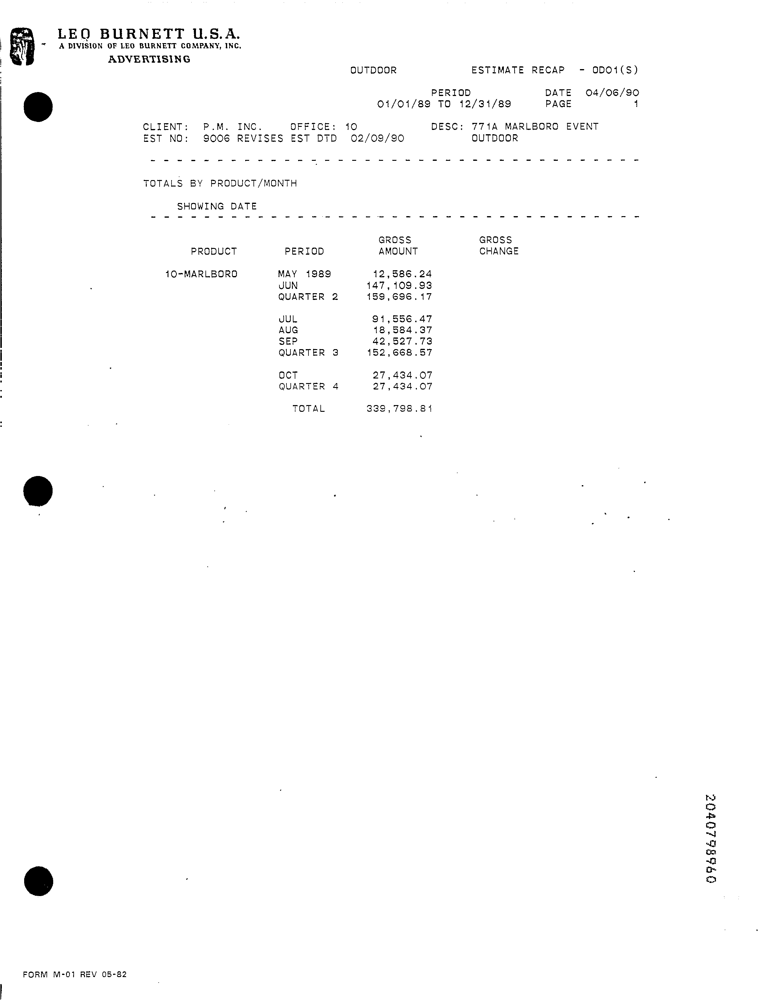 LEO BURNETT U.S.A.
A DIVISION OF LEO BURNETT COMPANY, INC.
ADVERTISING
OUTDOOR ESTIMATE RECAP - ODO1(S)
PERIOD DATE 04/06/90
01/01/89 TO 12/31/89 PAGE 1
CLIENT: P.M. INC. OFFICE: 10 DESC: 771A MARLBORO EVENT
EST NO: 9006 REVISES EST DTD 02/09/90 OUTDOOR
TOTALS BY PRODUCT/MONTH
SHOWING DATE
GROSS GROSS
PRODUCT PERIOD AMOUNT CHANGE
10-MARLBORO MAY 1989 12,586.24
JUN 147,109.93
QUARTER 2 159,696.17
JUL 91,556.47
AUG 18,584.37
SEP 42,527.73
QUARTER 3 152,668.57
OCT 27,434.07
QUARTER 4 27,434.07
TOTAL 339,798.81
2040798960
FORM M-01 REV 05-82